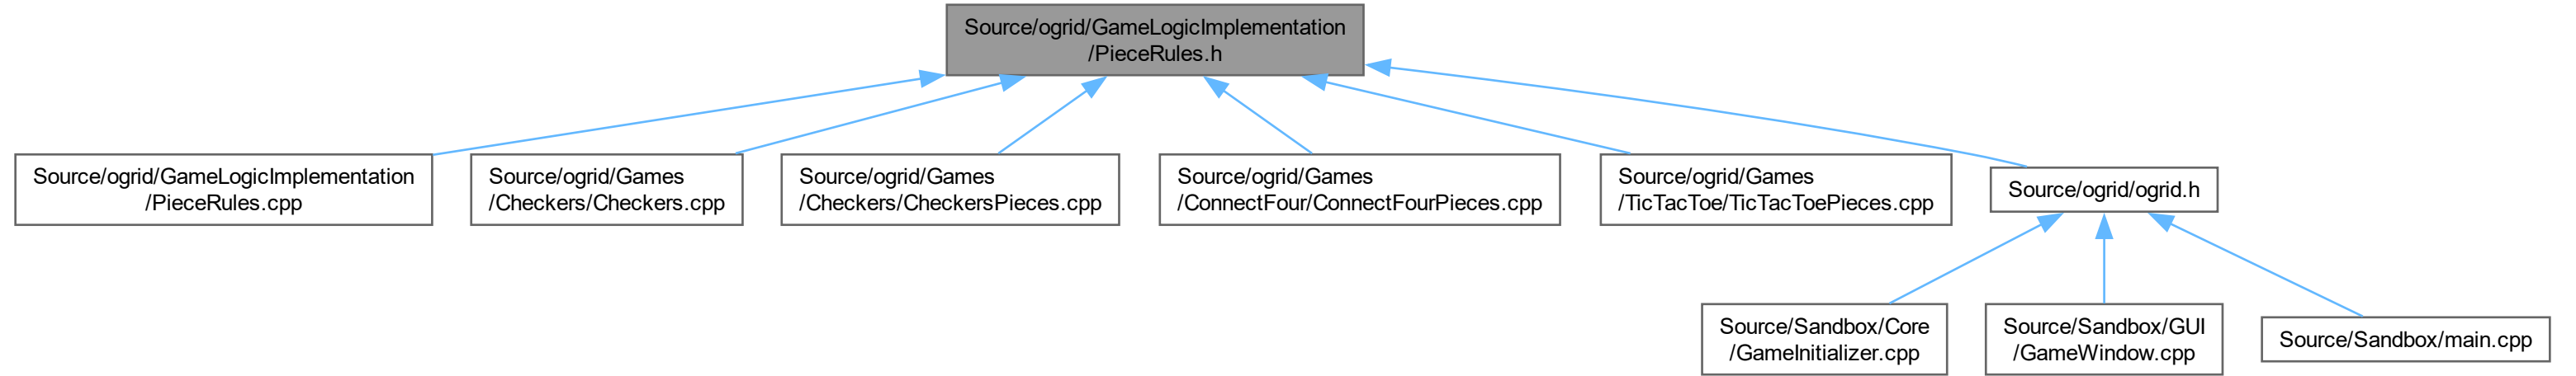 Source/ogrid/GameLogicImplementation
/PieceRules.h
Source/ogrid/GameLogicImplementation
/PieceRules.cpp
Source/ogrid/Games
/Checkers/Checkers.cpp
Source/ogrid/Games
/Checkers/CheckersPieces.cpp
Source/ogrid/Games
/ConnectFour/ConnectFourPieces.cpp
Source/ogrid/Games
/TicTacToe/TicTacToePieces.cpp
Source/ogrid/ogrid.h
Source/Sandbox/Core
/GameInitializer.cpp
Source/Sandbox/GUI
/GameWindow.cpp
Source/Sandbox/main.cpp